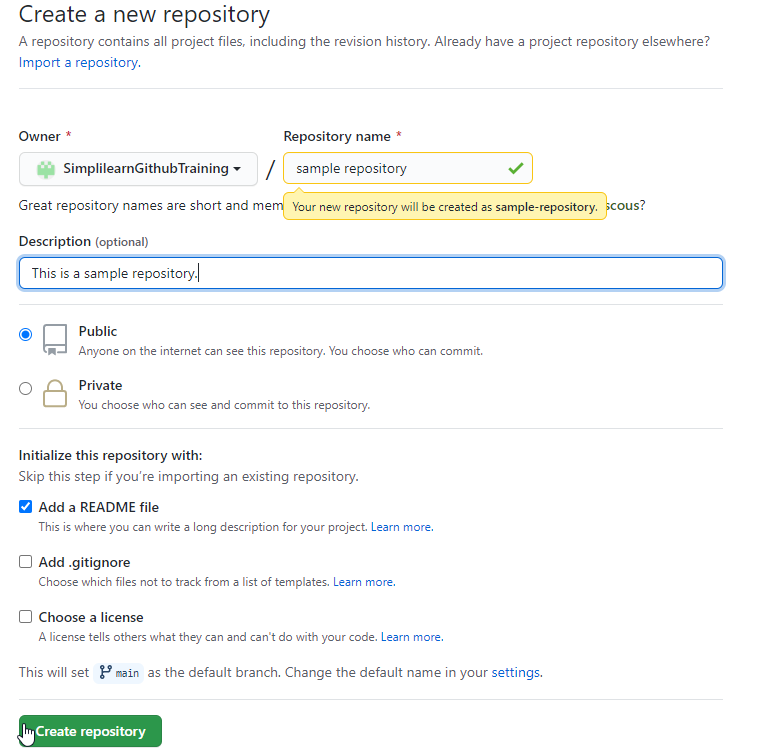 Create a new repository
A repository contains all project files, including the revision history. Already have a project repository elsewhere?
Import a repository.
Owner *
Repository name *
SimplilearnGithubTraining
/
sample repository
Great repository names are short and mem
Your new repository will be created as sample-repository.
scous?
Description (optional)
This is a sample repository.
Public
Anyone on the internet can see this repository. You choose who can commit.
Private
You choose who can see and commit to this repository.
Initialize this repository with:
Skip this step if you're importing an existing repository.
Add a README file
This is where you can write a long description for your project. Learn more.
Add .gitignore
Choose which files not to track from a list of templates. Learn more.
Choose a license
A license tells others what they can and can't do with your code. Learn more.
This will set main as the default branch. Change the default name in your settings.
Create repository